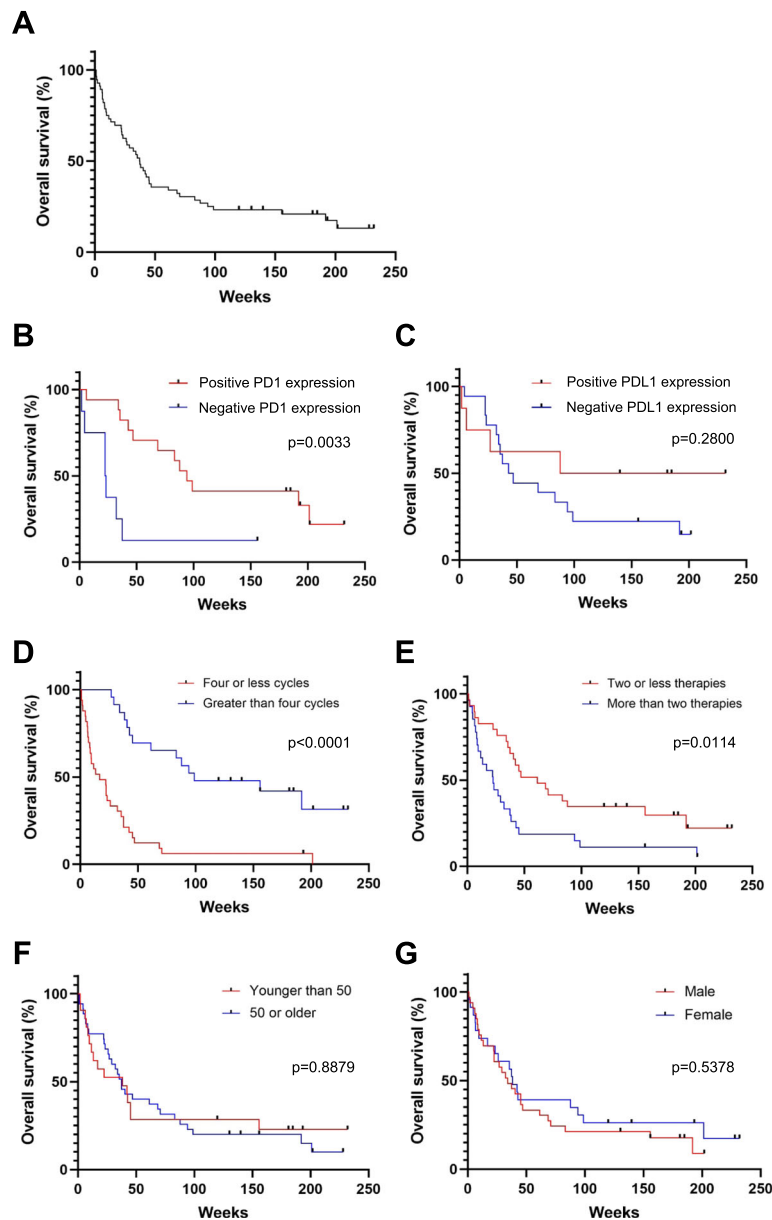 A
Overall survival (%)
100
50
0
0 50 100 150 200 250
Weeks
B
Overall survival (%)
100
50
0
0 50 100 150 200 250
Weeks
Positive PD1 expression
Negative PD1 expression
p=0.0033
C
Overall survival (%)
100
50
0
0 50 100 150 200 250
Weeks
Positive PDL1 expression
Negative PDL1 expression
p=0.2800
D
Overall survival (%)
100
50
0
0 50 100 150 200 250
Weeks
Four or less cycles
Greater than four cycles
p<0.0001
E
Overall survival (%)
100
50
0
0 50 100 150 200 250
Weeks
Two or less therapies
More than two therapies
p=0.0114
F
Overall survival (%)
100
50
0
0 50 100 150 200 250
Weeks
Younger than 50
50 or older
p=0.8879
G
Overall survival (%)
100
50
0
0 50 100 150 200 250
Weeks
Male
Female
p=0.5378